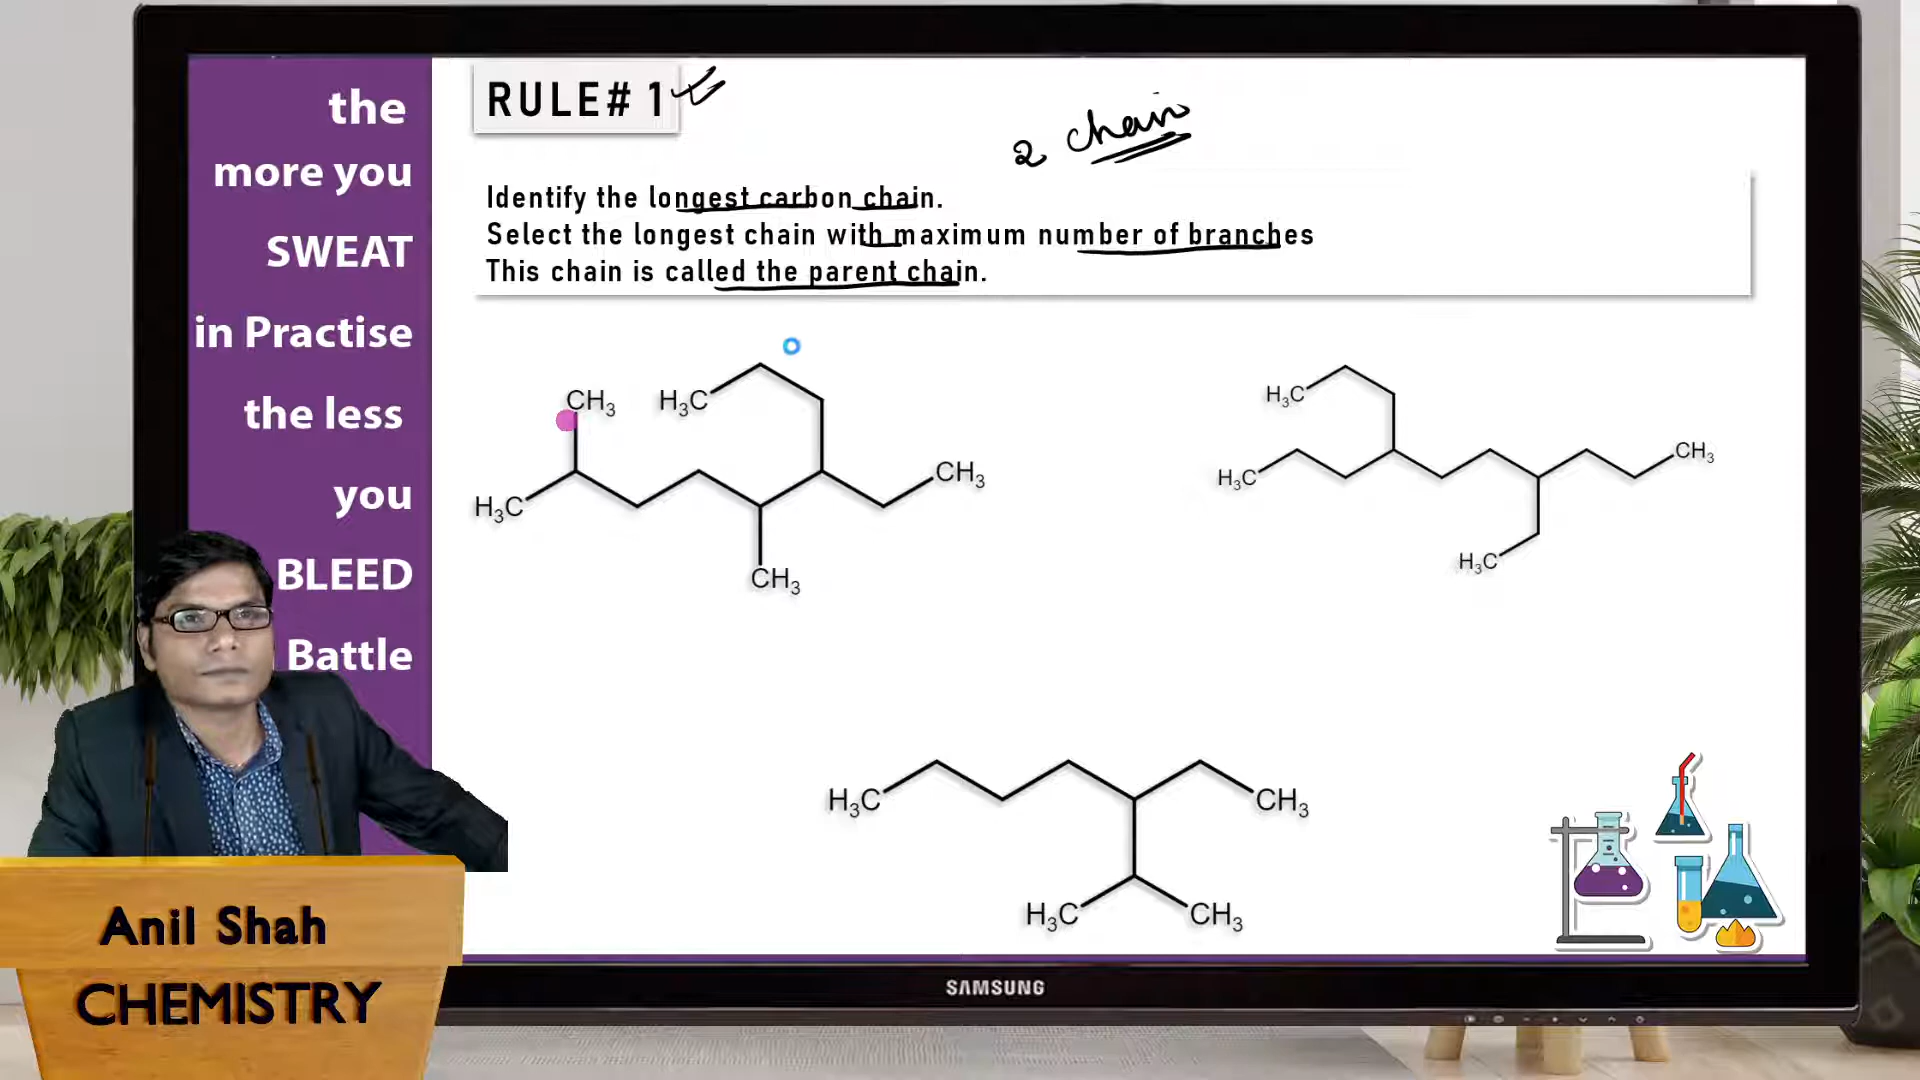 the
more you
SWEAT
in Practise
the less
you
BLEED
Battle
RULE# 1
2 chain
Identify the longest carbon chain.
Select the longest chain with maximum number of branches
This chain is called the parent chain.
CH3
H3C
H3C
CH3
CH3
H3C
H3C
CH3
H3C
H3C
CH3
H3C
CH3
SAMSUNG
Anil Shah
CHEMISTRY